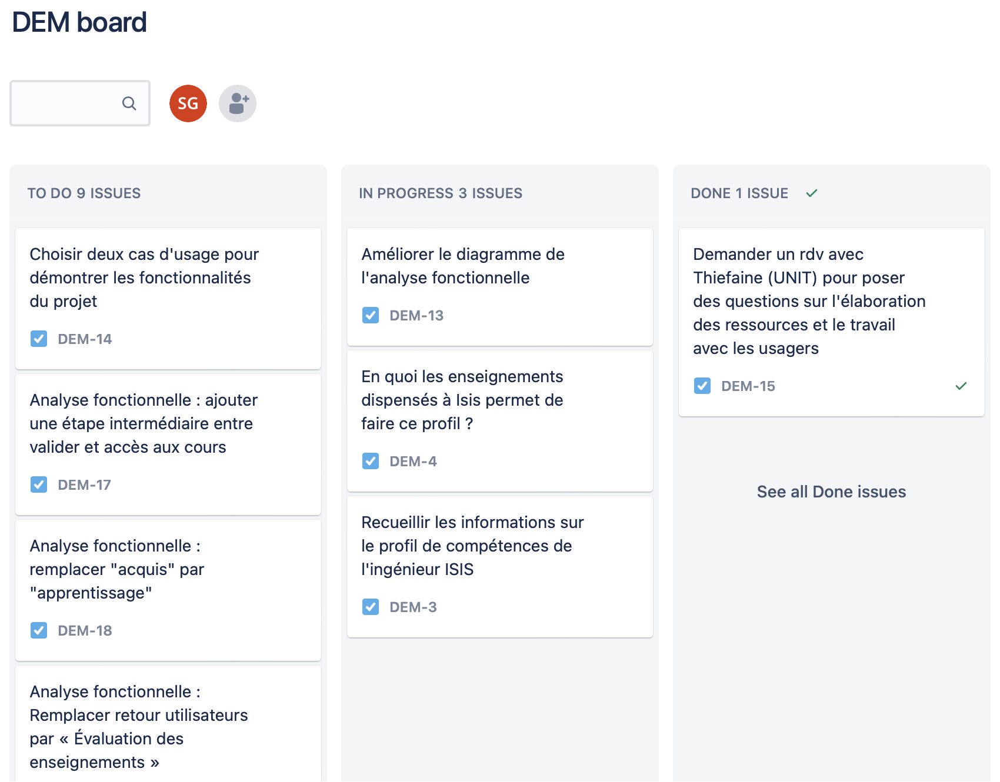 DEM board
SG
TO DO 9 ISSUES
Choisir deux cas d'usage pour
démontrer les fonctionnalités
du projet
DEM-14
Analyse fonctionnelle : ajouter
une étape intermédiaire entre
valider et accès aux cours
DEM-17
Analyse fonctionnelle :
remplacer "acquis" par
"apprentissage"
DEM-18
Analyse fonctionnelle :
Remplacer retour utilisateurs
par « Évaluation des
enseignements »
IN PROGRESS 3 ISSUES
Améliorer le diagramme de
l'analyse fonctionnelle
DEM-13
En quoi les enseignements
dispensés à Isis permet de
faire ce profil ?
DEM-4
Recueillir les informations sur
le profil de compétences de
l'ingénieur ISIS
DEM-3
DONE 1 ISSUE
Demander un rdv avec
Thiefaine (UNIT) pour poser
des questions sur l'élaboration
des ressources et le travail
avec les usagers
DEM-15
See all Done issues